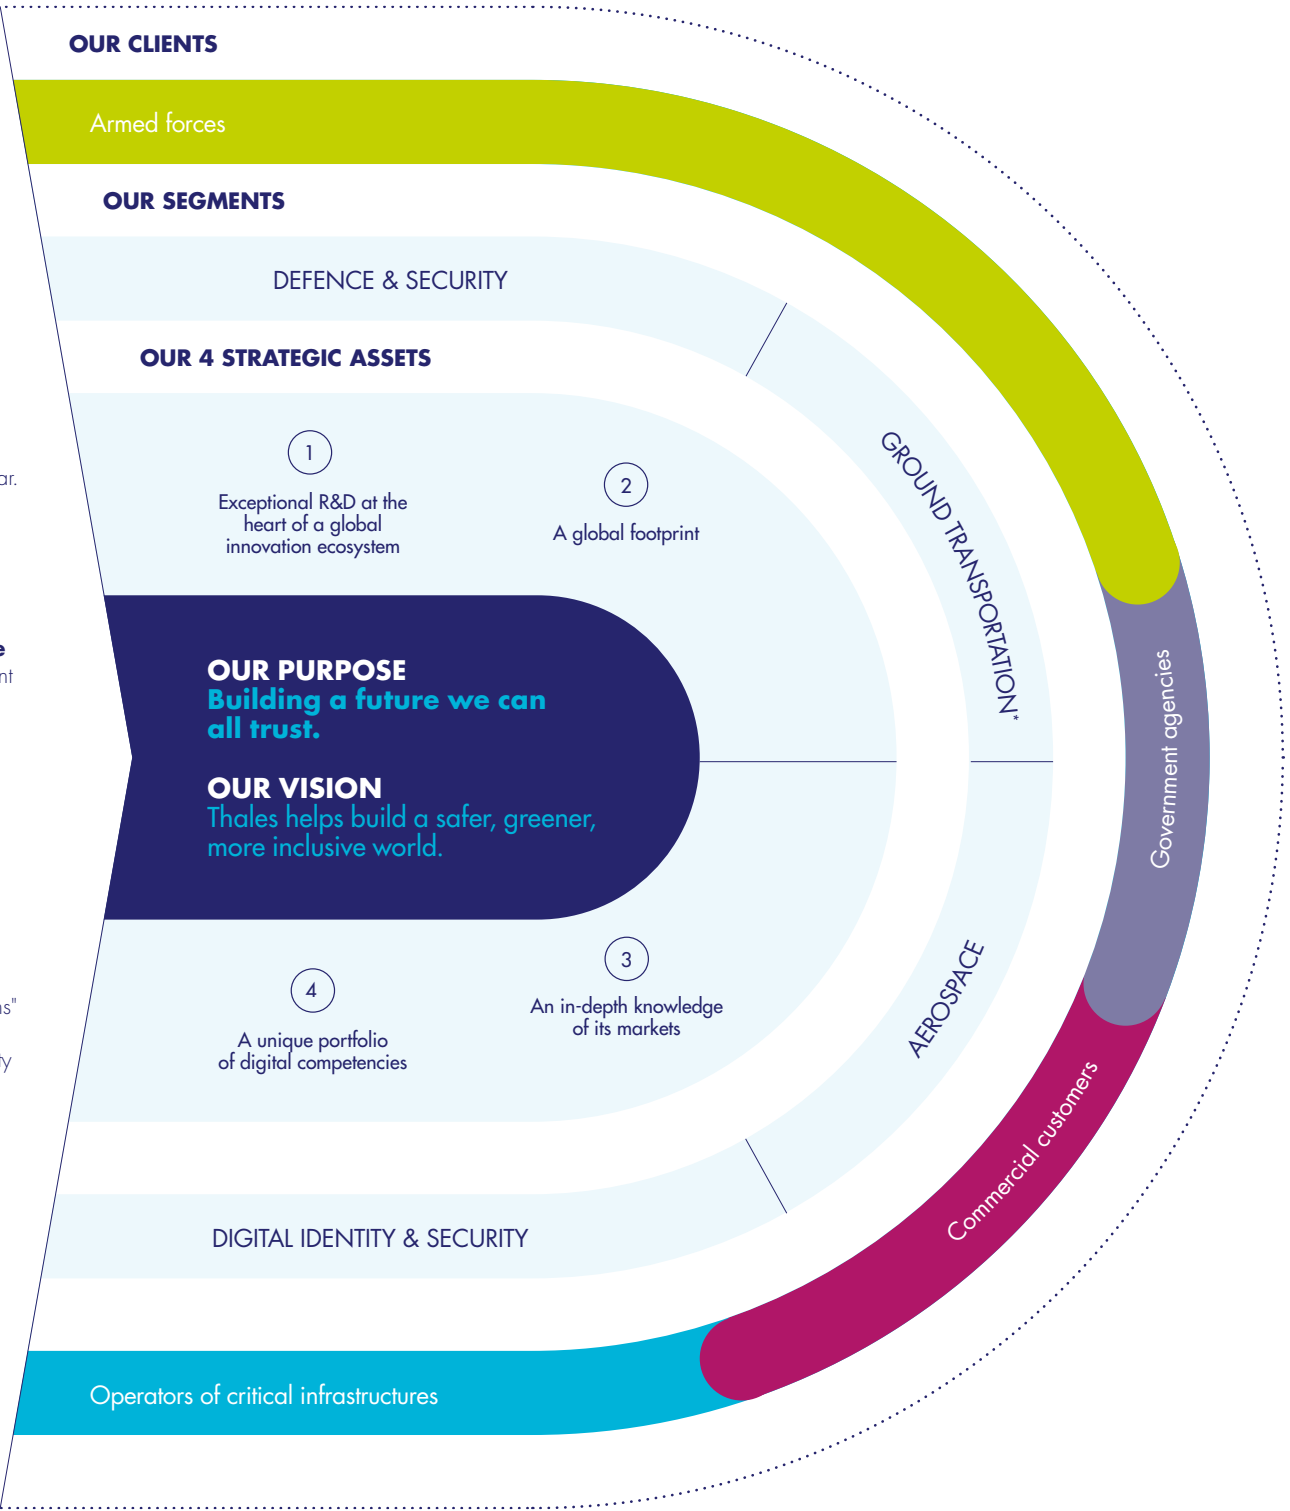 OUR CLIENTS
Armed forces
OUR SEGMENTS
DEFENCE & SECURITY
GROUND TRANSPORTATION*
AEROSPACE
DIGITAL IDENTITY & SECURITY
OUR 4 STRATEGIC ASSETS
1
Exceptional R&D at the
heart of a global
innovation ecosystem
2
A global footprint
OUR PURPOSE
Building a future we can
all trust.
OUR VISION
Thales helps build a safer, greener,
more inclusive world.
3
An in-depth knowledge
of its markets
4
A unique portfolio
of digital competencies
Government agencies
Commercial customers
Operators of critical infrastructures